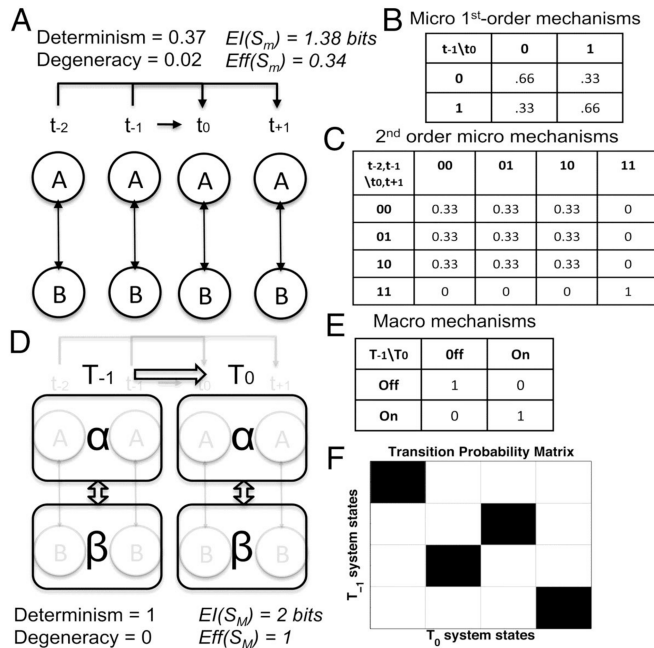 A
Determinism = 0.37 EI(Sm) = 1.38 bits
Degeneracy = 0.02 Eff(Sm) = 0.34
t-2 t-1 t0 t+1
A A A A
B B B B
B Micro 1st-order mechanisms
t-1\t0 0 1
0 .66 .33
1 .33 .66
C 2nd order micro mechanisms
t-2,t-1 00 01 10 11
\t0,t+1
00 0.33 0.33 0.33 0
01 0.33 0.33 0.33 0
10 0.33 0.33 0.33 0
11 0 0 0 1
D
t-2 t-1 t0 t+1
T-1 T0
A α A A α A
B β B B β B
Determinism = 1 EI(SM) = 2 bits
Degeneracy = 0 Eff(SM) = 1
E Macro mechanisms
T-1\T0 0ff On
Off 1 0
On 0 1
F Transition Probability Matrix
T-1 system states
T0 system states